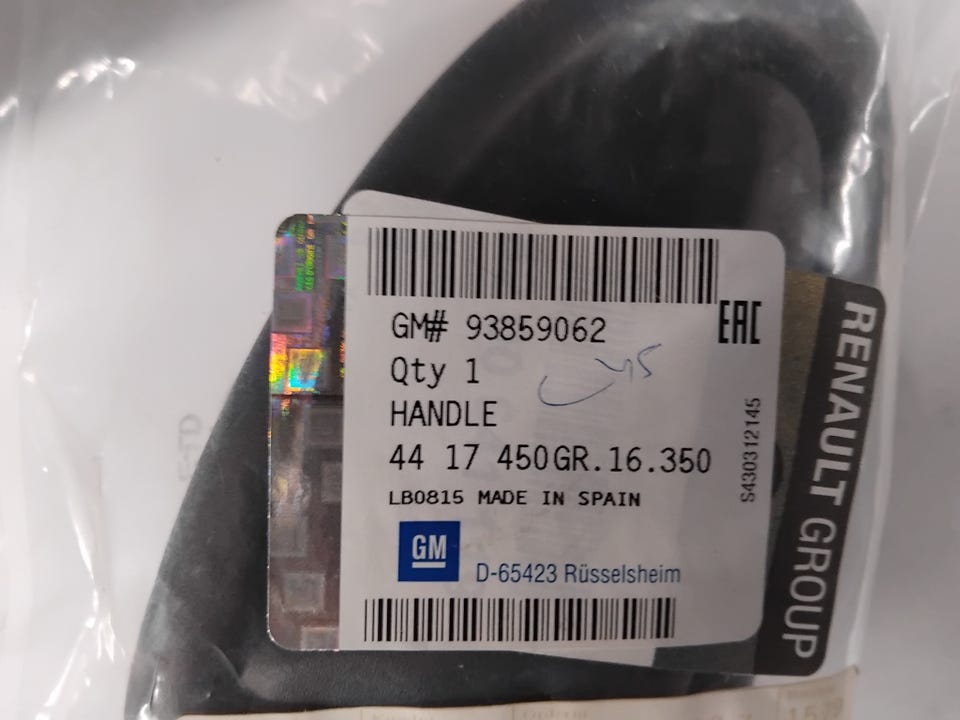 GM# 93859062
EAC
Qty 1
HANDLE
44 17 450GR.16.350
LB0815 MADE IN SPAIN
GM
D-65423 Rüsselsheim
S430312145
RENAULT GROUP